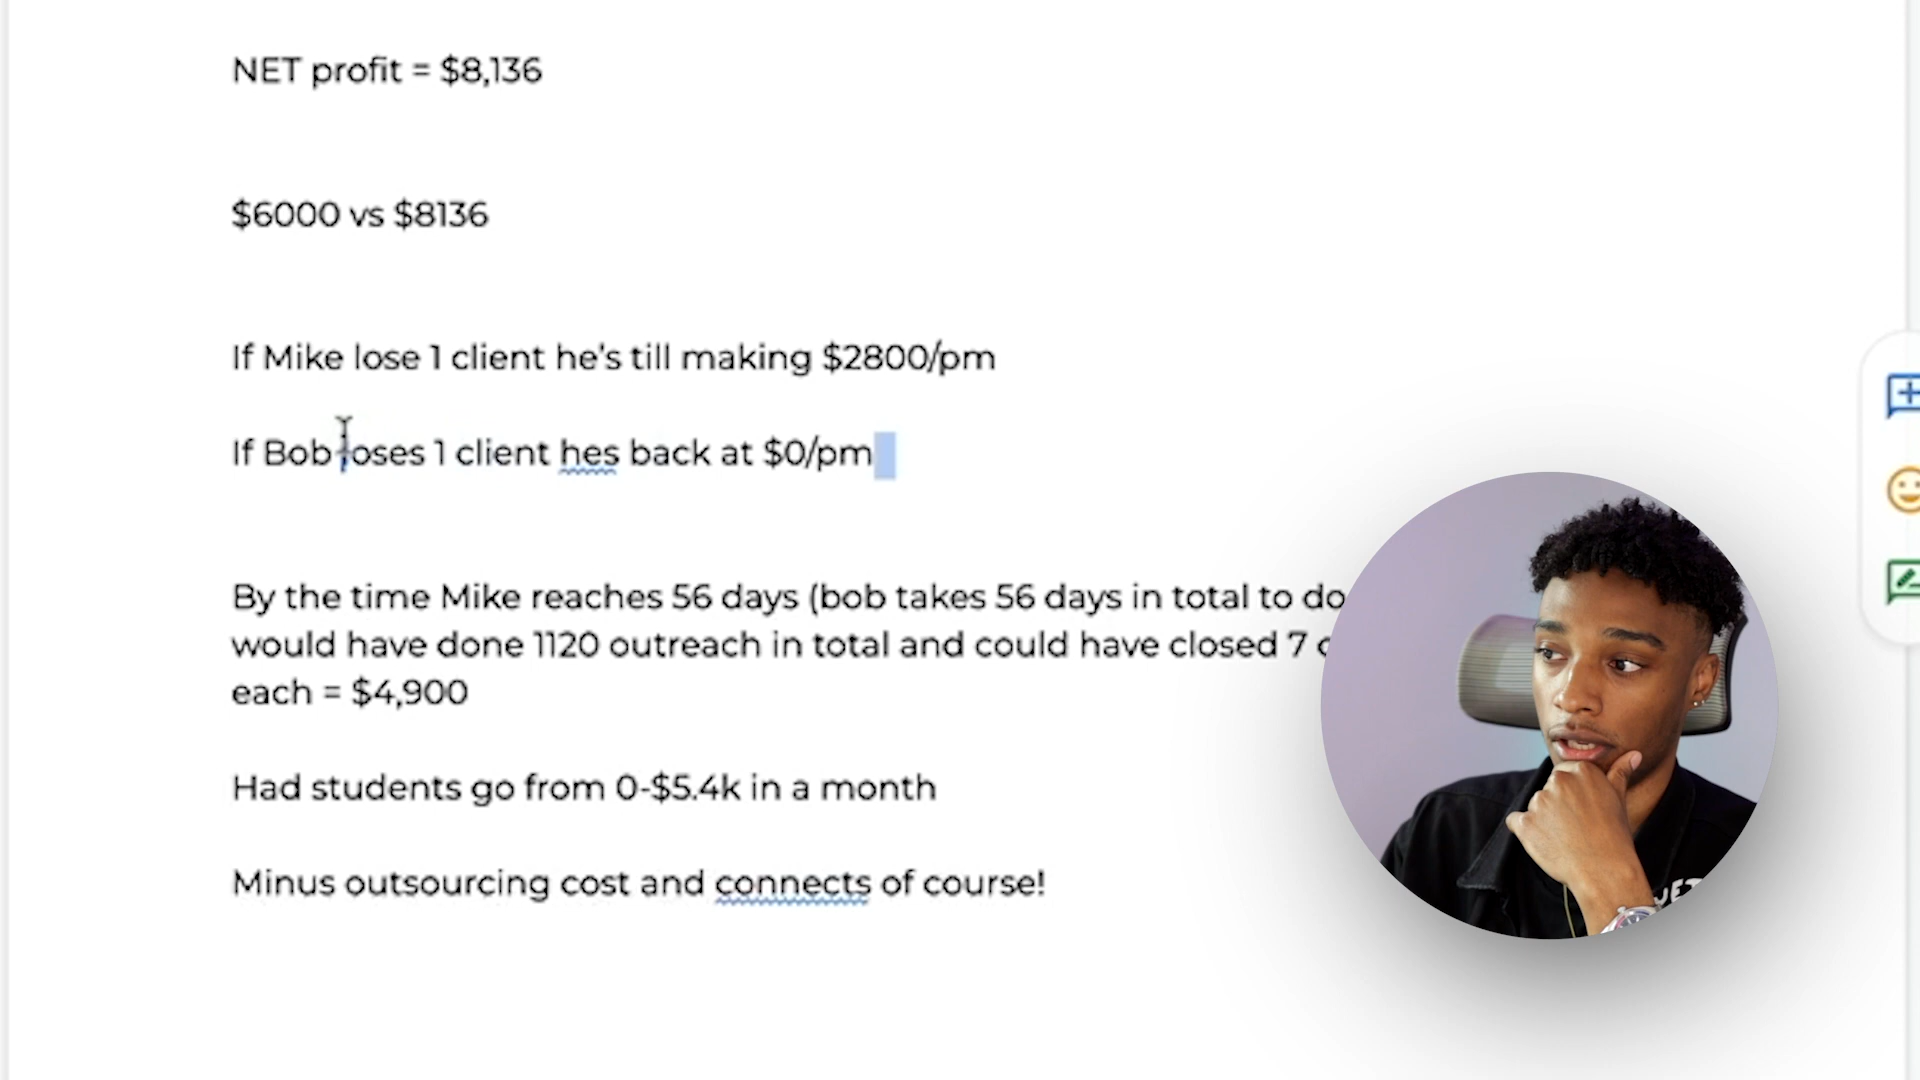 NET profit = $8,136
$6000 vs $8136
If Mike lose 1 client he's till making $2800/pm
If Bob loses 1 client hes back at $0/pm
By the time Mike reaches 56 days (bob takes 56 days in total to do
would have done 1120 outreach in total and could have closed 7
each = $4,900
Had students go from 0-$5.4k in a month
Minus outsourcing cost and connects of course!